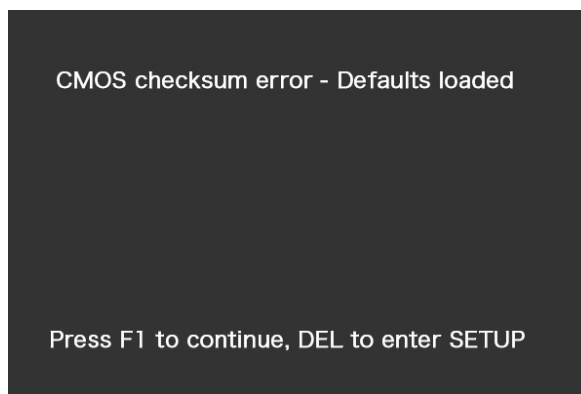 CMOS checksum error - Defaults loaded
Press F1 to continue, DEL to enter SETUP